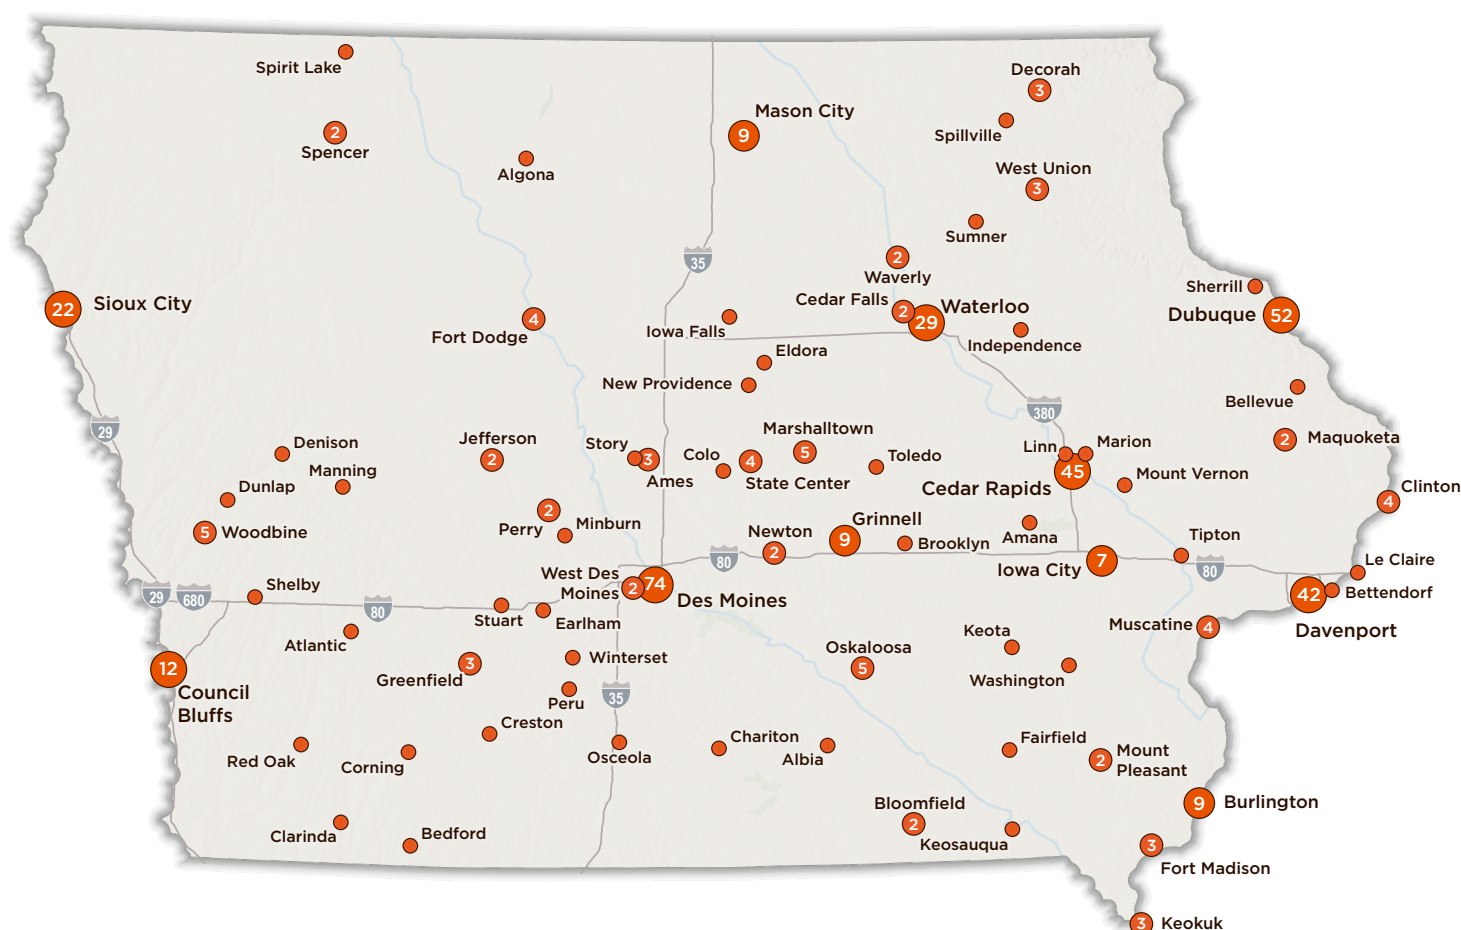 Spirit Lake
Decorah
3
Mason City
9
Spillville
2
Spencer
Algona
West Union
3
Sumner
35
2
Waverly
Sherrill
Sioux City
22
Cedar Falls
2
Waterloo
29
Dubuque
52
Fort Dodge
4
Iowa Falls
Independence
Eldora
New Providence
Bellevue
380
29
Denison
Jefferson
2
Marshalltown
5
Story
3
Ames
Colo
4
State Center
Toledo
Linn
Marion
45
Cedar Rapids
Mount Vernon
2
Maquoketa
Manning
Dunlap
Clinton
4
5
Woodbine
2
Perry
Minburn
Newton
2
Grinnell
9
Brooklyn
Amana
Tipton
80
Iowa City
7
80
Le Claire
West Des
Moines
2
74
Des Moines
Shelby
29
680
80
Stuart
Earlham
42
Bettendorf
Davenport
Muscatine
4
Atlantic
Keota
Oskaloosa
5
Winterset
Greenfield
3
Washington
12
Council
Bluffs
Peru
35
Creston
Red Oak
Corning
Osceola
Chariton
Albia
Fairfield
2
Mount
Pleasant
9
Burlington
Bloomfield
2
Keosauqua
Clarinda
Bedford
3
Fort Madison
3
Keokuk